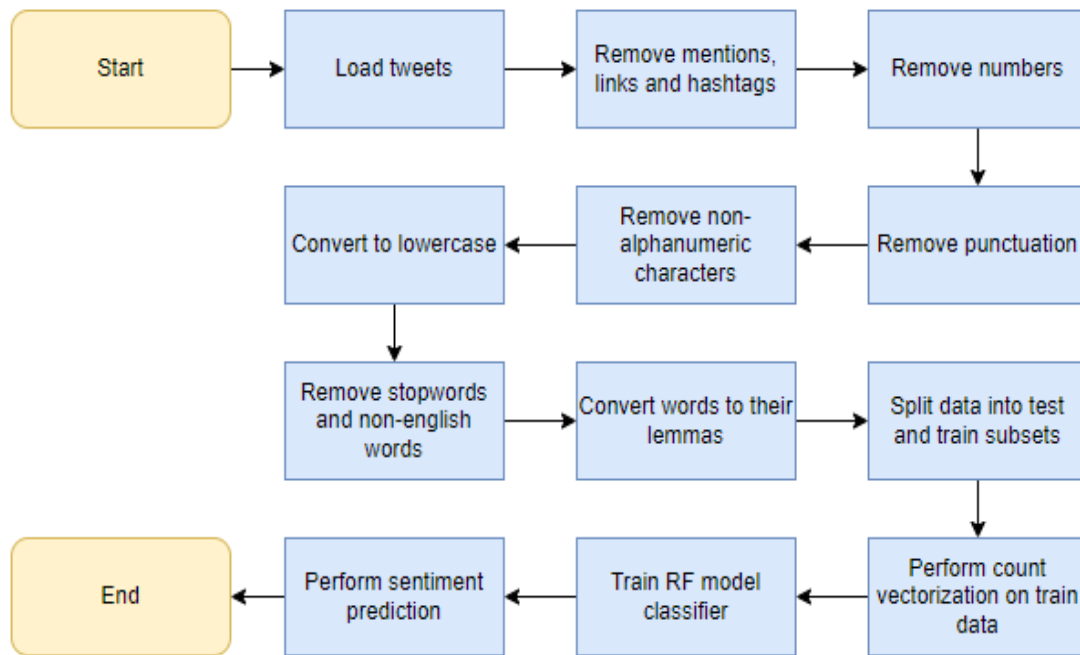 Start
Load tweets
Remove mentions,
links and hashtags
Remove numbers
Remove punctuation
Remove non-
alphanumeric
characters
Convert to lowercase
Remove stopwords
and non-english
words
Convert words to their
lemmas
Split data into test
and train subsets
Perform count
vectorization on train
data
Train RF model
classifier
Perform sentiment
prediction
End